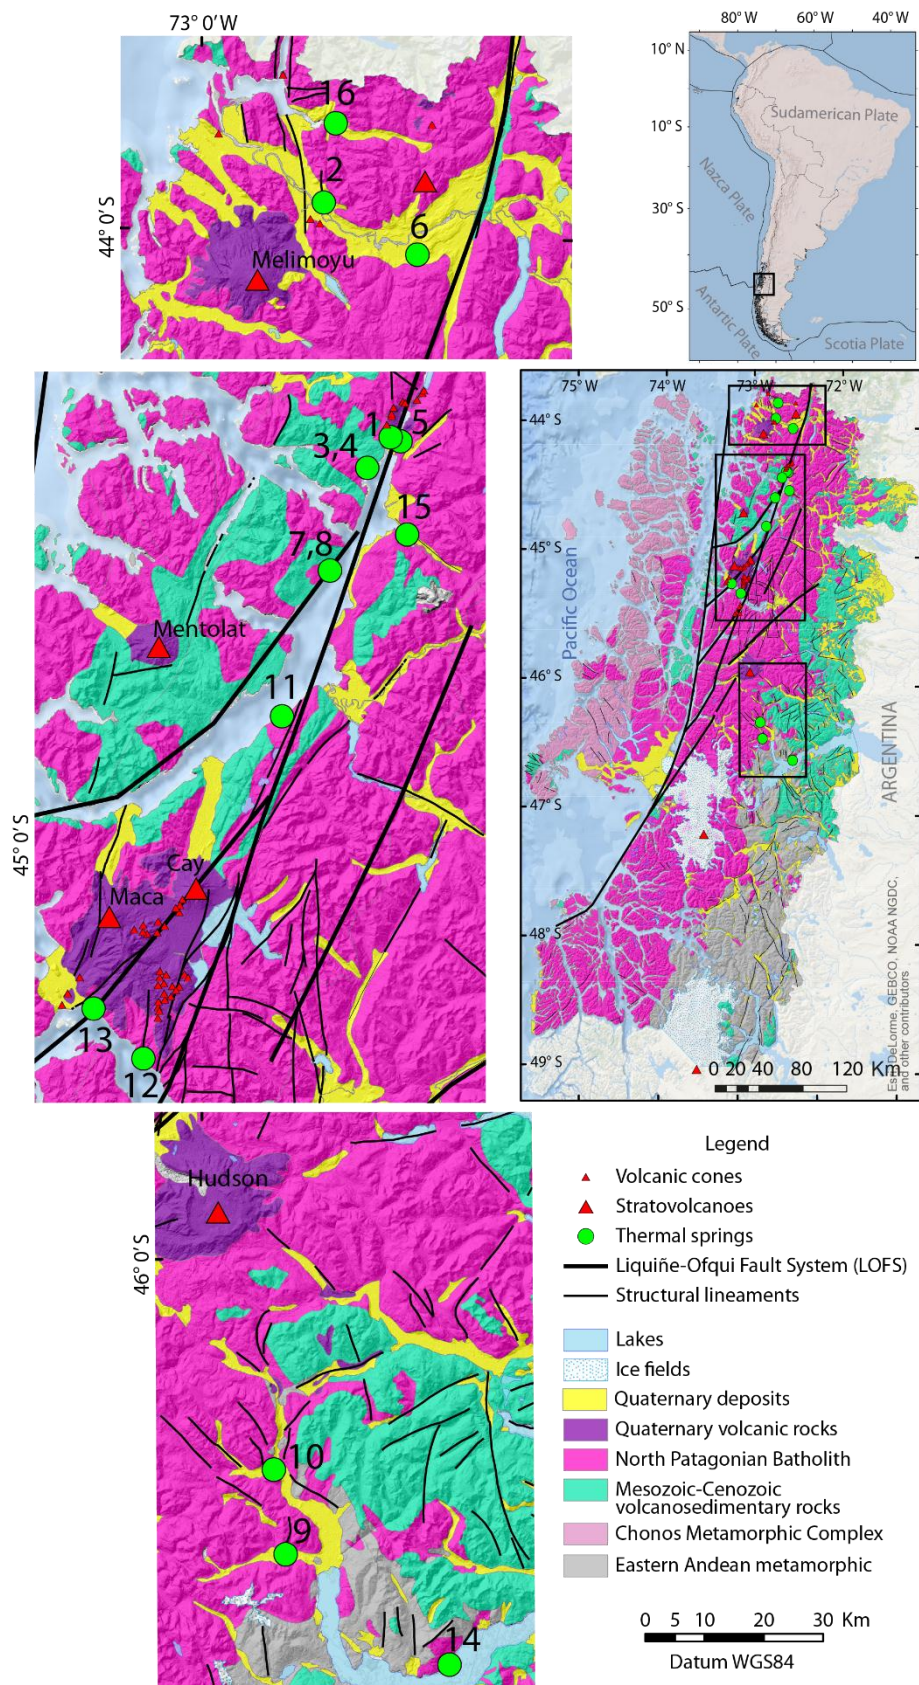 73° 0'W
44° 0'S
16
2
6
Melimoyu
80° W
60° W
40° W
10° N
10° S
30° S
50° S
Sudamerican Plate
Nazca Plate
Antartic Plate
Scotia Plate
1
5
3,4
15
7,8
Mentolat
11
45° 0'S
Cay
Maca
13
12
75° W
74° W
73° W
72° W
44° S
45° S
46° S
47° S
48° S
49° S
Pacific Ocean
ARGENTINA
Esri, DeLorme, GEBCO, NOAA NGDC,
and other contributors
0 20 40 80 120 Km
Hudson
46° 0'S
10
9
14
Legend
Volcanic cones
Stratovolcanoes
Thermal springs
Liquiñe-Ofqui Fault System (LOFS)
Structural lineaments
Lakes
Ice fields
Quaternary deposits
Quaternary volcanic rocks
North Patagonian Batholith
Mesozoic-Cenozoic
volcanosedimentary rocks
Chonos Metamorphic Complex
Eastern Andean metamorphic
0 5 10 20 30 Km
Datum WGS84